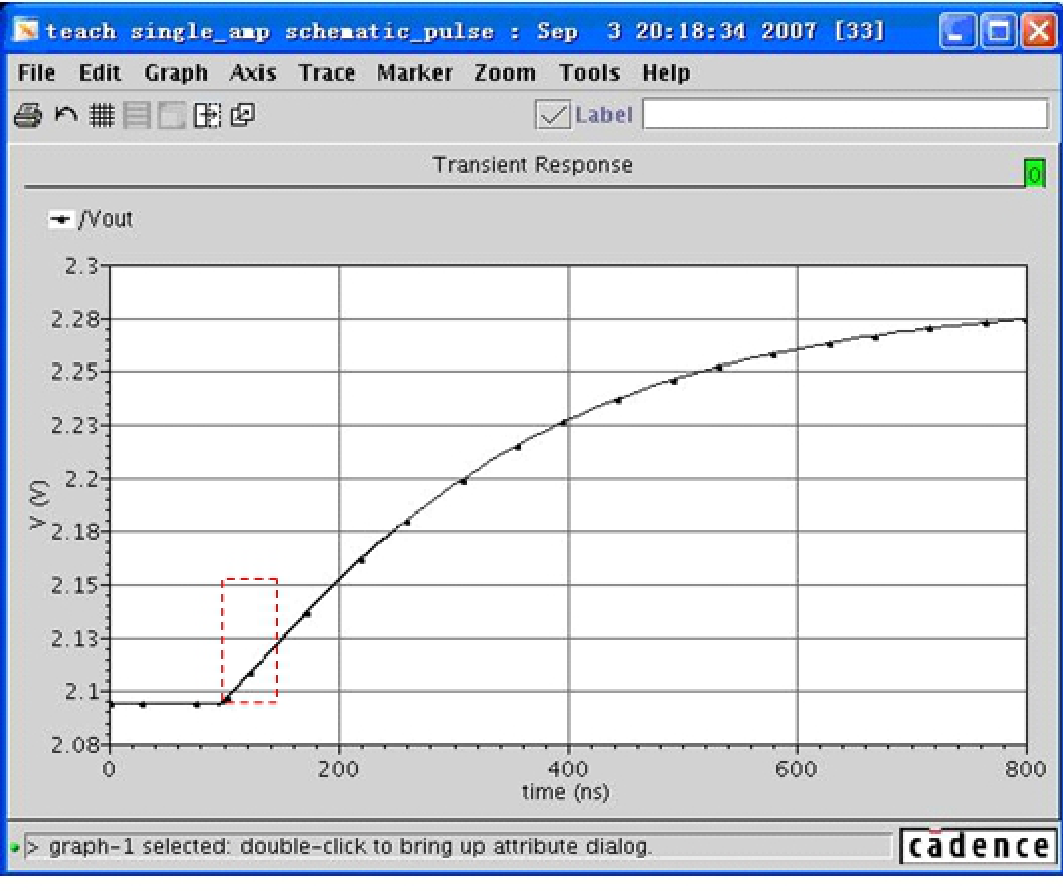 teach single_amp schematic_pulse : Sep 3 20:18:34 2007 [33]
File Edit Graph Axis Trace Marker Zoom Tools Help
Label
Transient Response
0
/Vout
2.3
2.28
2.25
2.23
2.2
2.18
2.15
2.13
2.1
2.08
V (V)
0 200 400 600 800
time (ns)
> graph-1 selected: double-click to bring up attribute dialog.
cādence